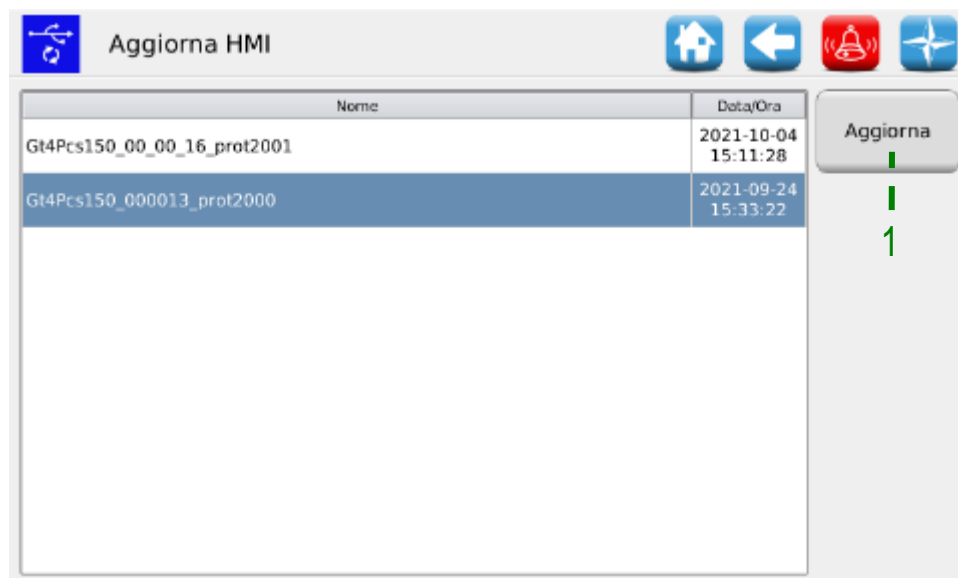 Aggiorna HMI
Nome Data/Ora
Gt4Pcs150_00_00_16_prot2001 2021-10-04
15:11:28
Gt4Pcs150_000013_prot2000 2021-09-24
15:33:22
Aggiorna
1